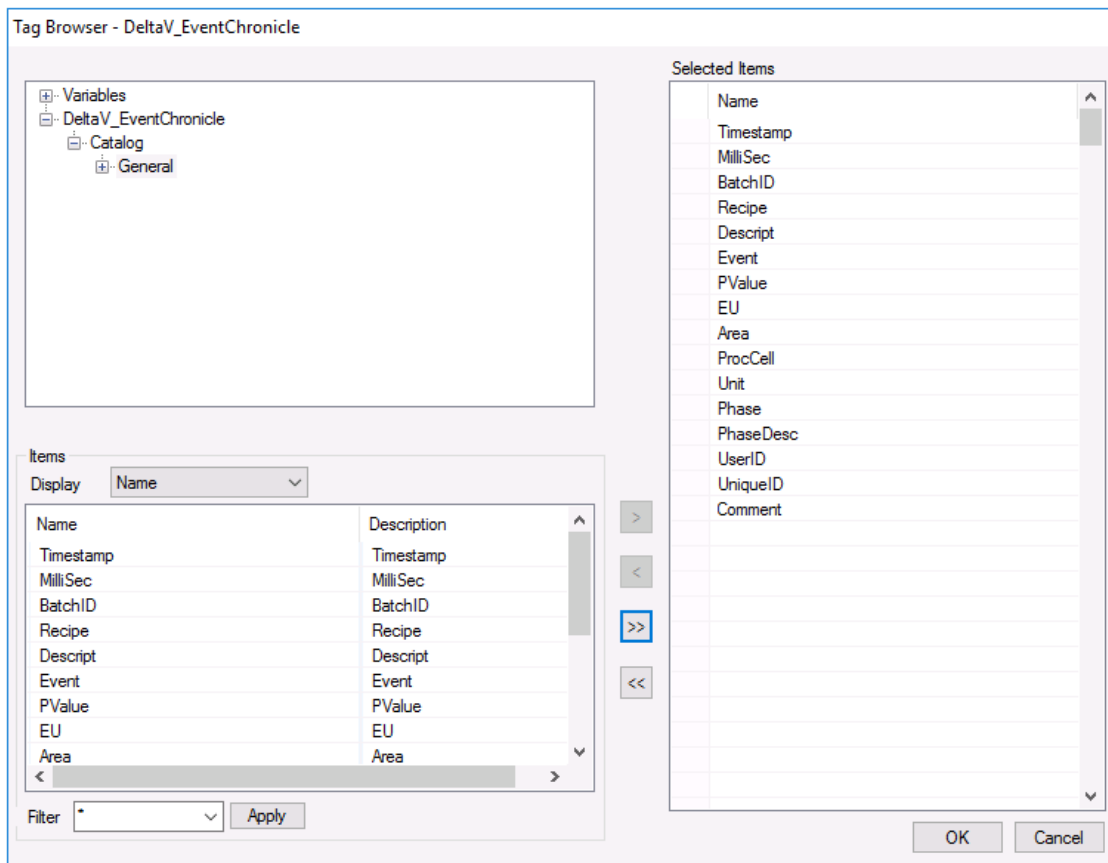 Tag Browser - DeltaV_EventChronicle
Variables
DeltaV_EventChronicle
Catalog
General
Items
Display Name
Name Description
Timestamp Timestamp
MilliSec MilliSec
BatchID BatchID
Recipe Recipe
Descript Descript
Event Event
PValue PValue
EU EU
Area Area
Filter * Apply
>
<
>>
<<
Selected Items
Name
Timestamp
MilliSec
BatchID
Recipe
Descript
Event
PValue
EU
Area
ProcCell
Unit
Phase
PhaseDesc
UserID
UniqueID
Comment
OK Cancel